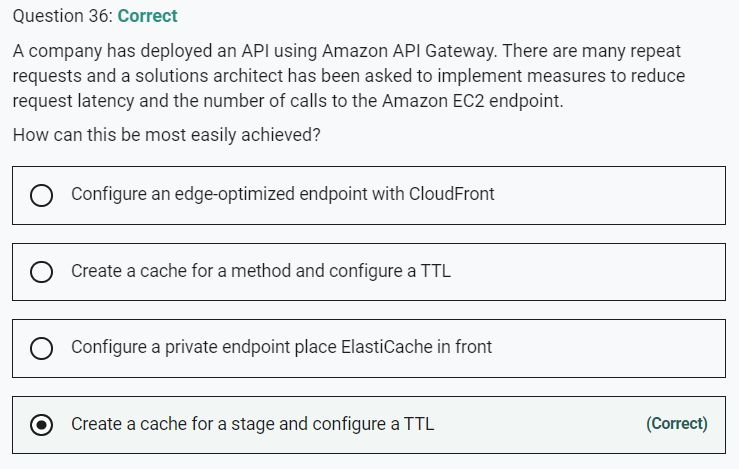 Question 36: Correct
A company has deployed an API using Amazon API Gateway. There are many repeat
requests and a solutions architect has been asked to implement measures to reduce
request latency and the number of calls to the Amazon EC2 endpoint.
How can this be most easily achieved?
Configure an edge-optimized endpoint with CloudFront
Create a cache for a method and configure a TTL
Configure a private endpoint place ElastiCache in front
Create a cache for a stage and configure a TTL (Correct)